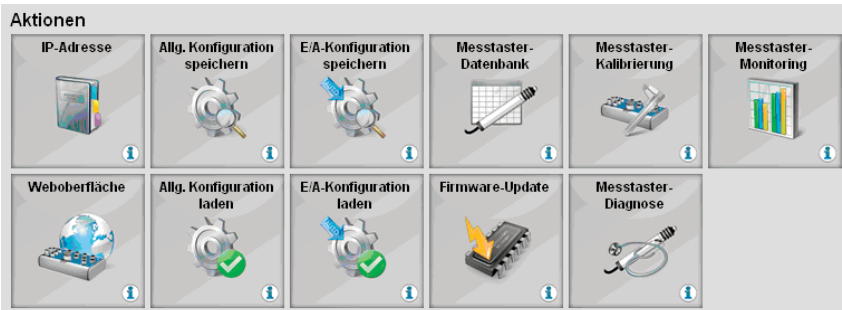 Aktionen
IP-Adresse
Allg. Konfiguration
speichern
E/A-Konfiguration
speichern
Messtaster-
Datenbank
Messtaster-
Kalibrierung
Messtaster-
Monitoring
Weboberfläche
Allg. Konfiguration
laden
E/A-Konfiguration
laden
Firmware-Update
Messtaster-
Diagnose